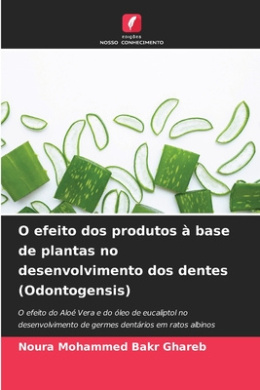 edições
NOSSO CONHECIMENTO
O efeito dos produtos à base
de plantas no
desenvolvimento dos dentes
(Odontogensis)
O efeito do Aloé Vera e do óleo de eucaliptol no
desenvolvimento de germes dentários em ratos albinos
Noura Mohammed Bakr Ghareb